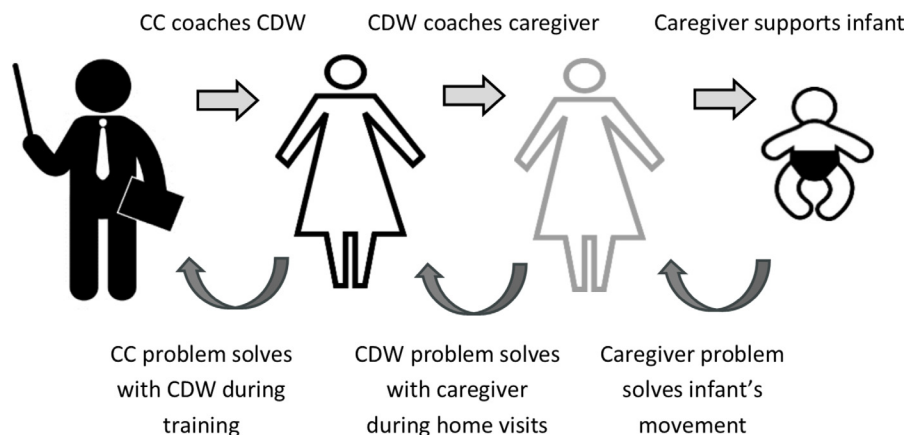 CC coaches CDW
CDW coaches caregiver
Caregiver supports infant
CC problem solves
with CDW during
training
CDW problem solves
with caregiver
during home visits
Caregiver problem
solves infant’s
movement